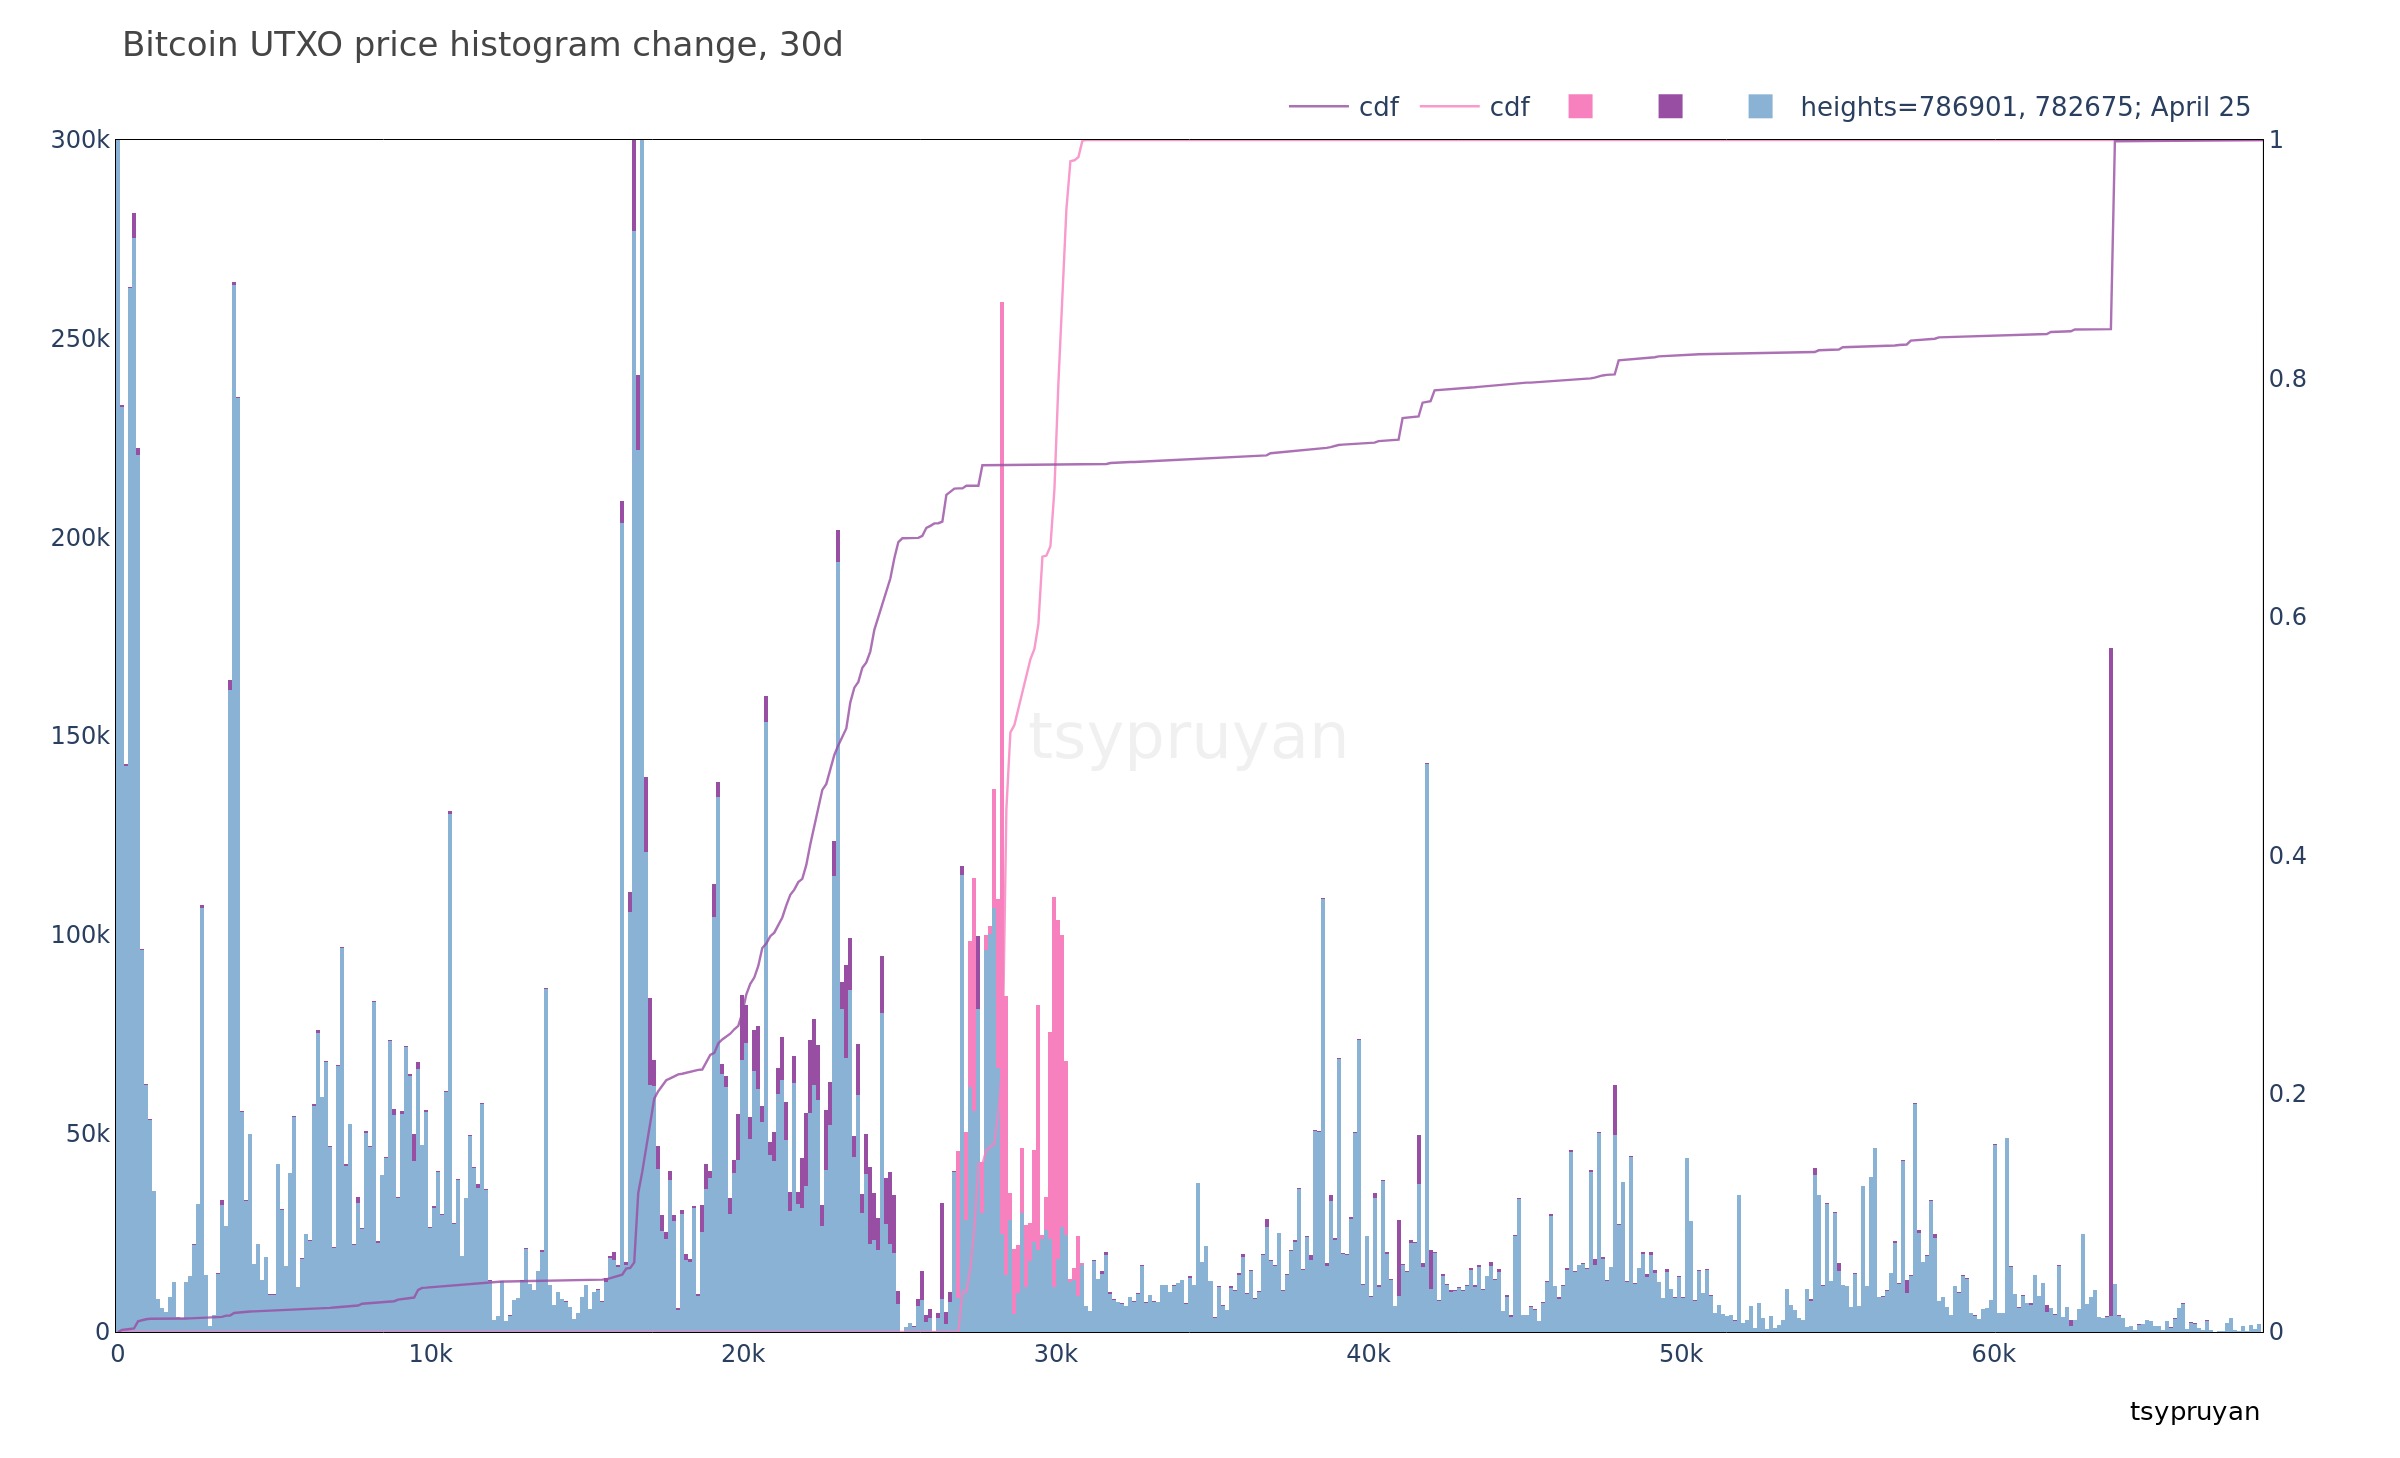 Bitcoin UTXO price histogram change, 30d
cdf cdf heights=786901, 782675; April 25
300k
250k
200k
150k
100k
50k
0
1
0.8
0.6
0.4
0.2
0
tsypruyan
0 10k 20k 30k 40k 50k 60k
tsypruyan